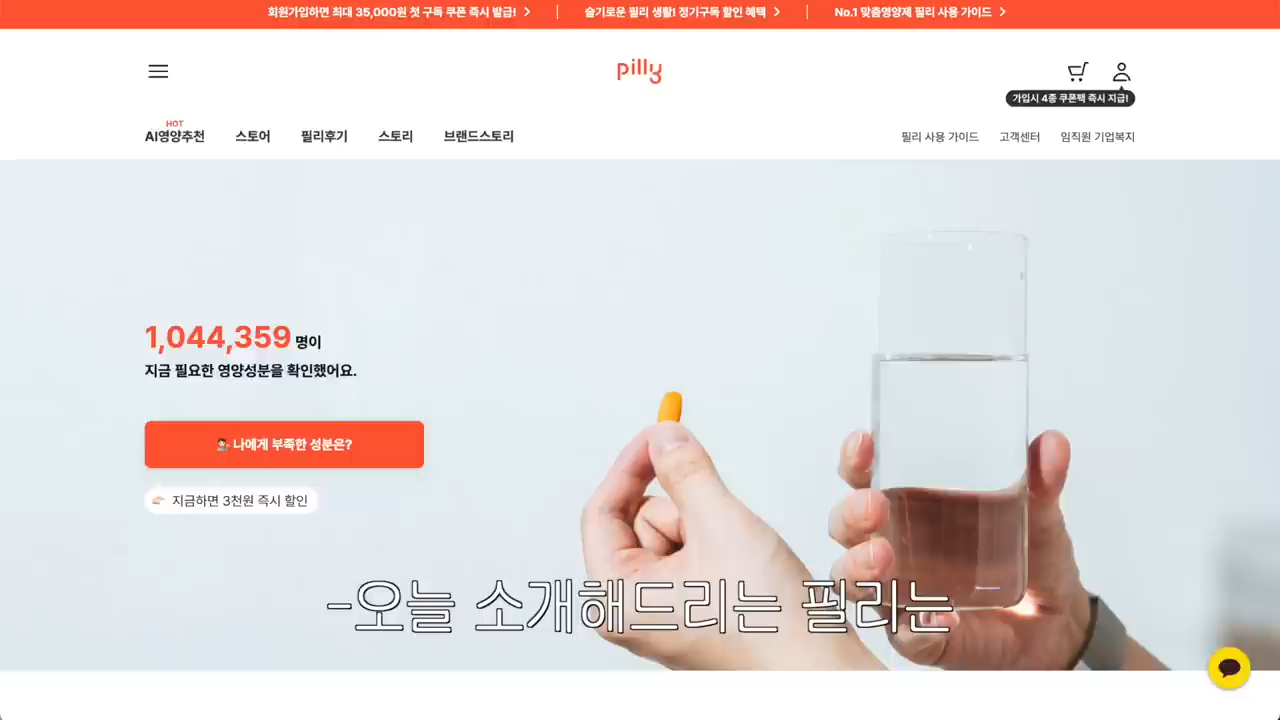 회원가입하면 최대 35,000원 첫 구독 쿠폰 즉시 발급!
슬기로운 필리 생활! 정기구독 할인 혜택
No.1 맞춤영양제 필리 사용 가이드
pilly
가입시 4종 쿠폰팩 즉시 지급!
HOT
AI영양추천 스토어 필리후기 스토리 브랜드스토리
필리 사용 가이드 고객센터 임직원 기업복지
1,044,359 명이
지금 필요한 영양성분을 확인했어요.
나에게 부족한 성분은?
지금하면 3천원 즉시 할인
-오늘 소개해드리는 필리는